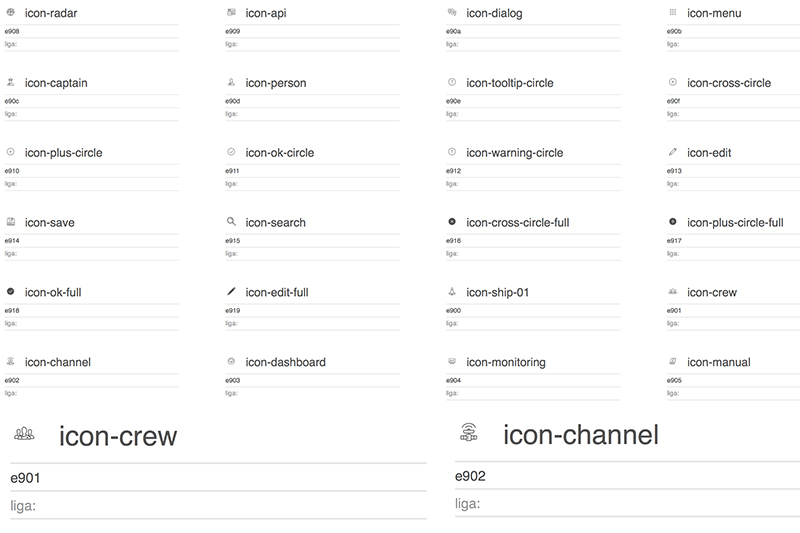 icon-radar
e908
liga:
icon-api
e909
liga:
icon-dialog
e90a
liga:
icon-menu
e90b
liga:
icon-captain
e90c
liga:
icon-person
e90d
liga:
icon-tooltip-circle
e90e
liga:
icon-cross-circle
e90f
liga:
icon-plus-circle
e910
liga:
icon-ok-circle
e911
liga:
icon-warning-circle
e912
liga:
icon-edit
e913
liga:
icon-save
e914
liga:
icon-search
e915
liga:
icon-cross-circle-full
e916
liga:
icon-plus-circle-full
e917
liga:
icon-ok-full
e918
liga:
icon-edit-full
e919
liga:
icon-ship-01
e900
liga:
icon-crew
e901
liga:
icon-channel
e902
liga:
icon-dashboard
e903
liga:
icon-monitoring
e904
liga:
icon-manual
e905
liga:
icon-crew
e901
liga:
icon-channel
e902
liga: